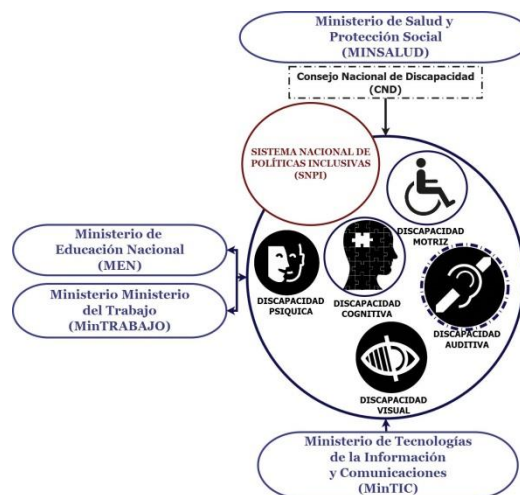 Ministerio de Salud y
Protección Social
(MINSALUD)
Consejo Nacional de Discapacidad
(CND)
SISTEMA NACIONAL DE
POLÍTICAS INCLUSIVAS
(SNPI)
DISCAPACIDAD
MOTRIZ
Ministerio de
Educación Nacional
(MEN)
Ministerio Ministerio
del Trabajo
(MinTRABAJO)
DISCAPACIDAD
PSIQUICA
DISCAPACIDAD
COGNITIVA
DISCAPACIDAD
AUDITIVA
DISCAPACIDAD
VISUAL
Ministerio de Tecnologías
de la Información
y Comunicaciones
(MinTIC)